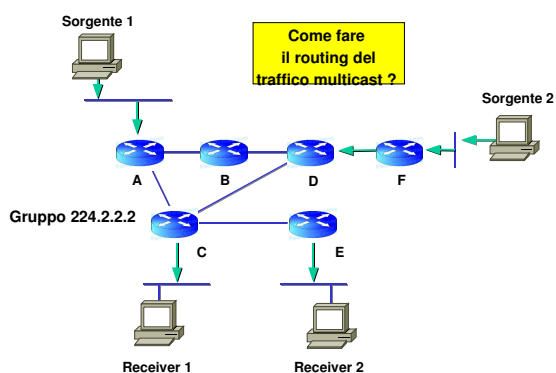 Sorgente 1
Come fare
il routing del
traffico multicast ?
Sorgente 2
A
B
D
F
Gruppo 224.2.2.2
C
E
Receiver 1
Receiver 2